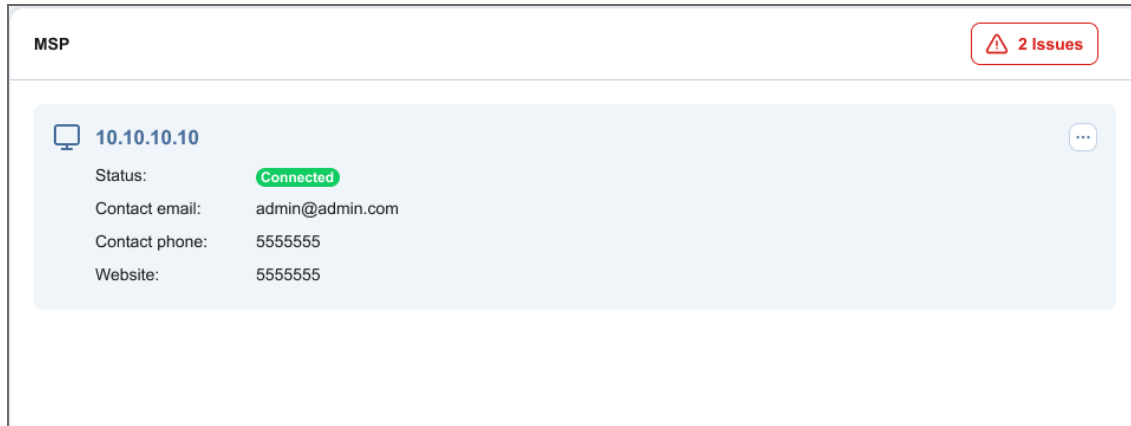 MSP
2 Issues
10.10.10.10
Status: Connected
Contact email: admin@admin.com
Contact phone: 5555555
Website: 5555555